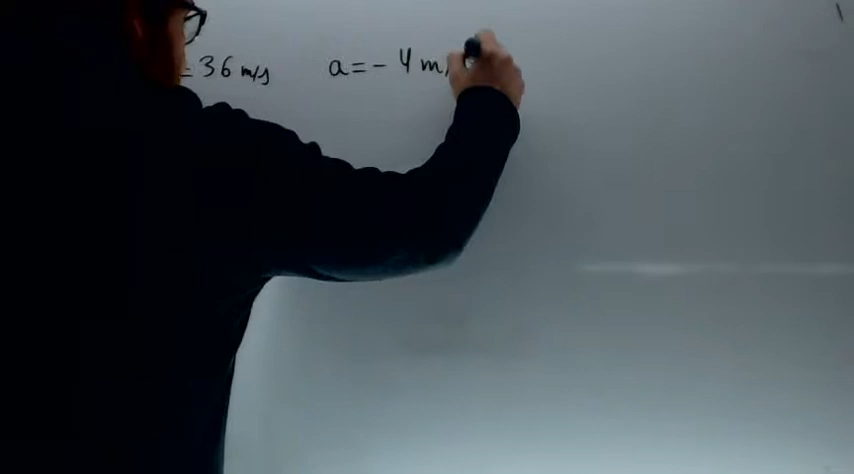 = 36 m/s a = - 4 m